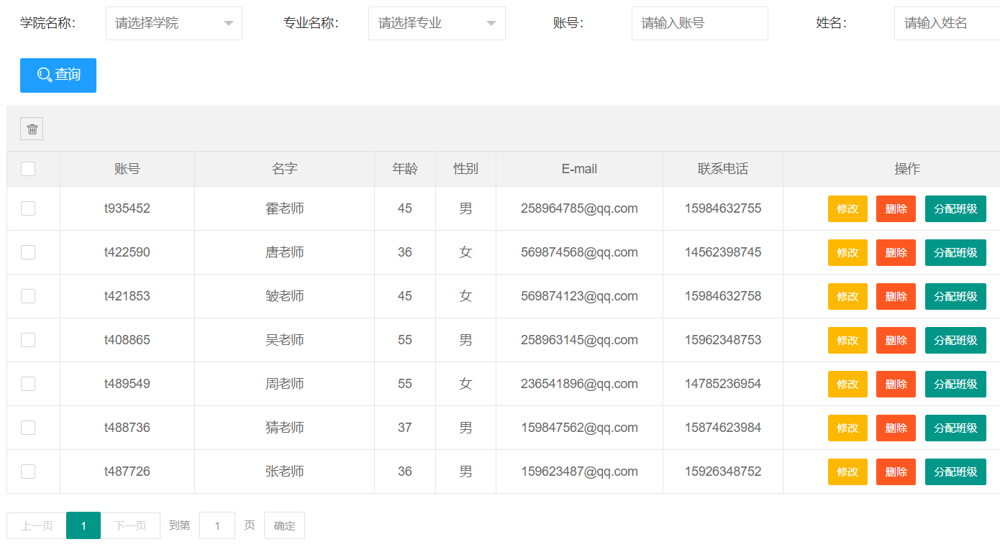 学院名称： 请选择学院 专业名称： 请选择专业 账号： 请输入账号 姓名： 请输入姓名
查询
账号 名字 年龄 性别 E-mail 联系电话 操作
t935452 霍老师 45 男 258964785@qq.com 15984632755 修改 删除 分配班级
t422590 唐老师 36 女 569874568@qq.com 14562398745 修改 删除 分配班级
t421853 皱老师 45 女 569874123@qq.com 15984632758 修改 删除 分配班级
t408865 吴老师 55 男 258963145@qq.com 15962348753 修改 删除 分配班级
t489549 周老师 55 女 236541896@qq.com 14785236954 修改 删除 分配班级
t488736 猜老师 37 男 159847562@qq.com 15874623984 修改 删除 分配班级
t487726 张老师 36 男 159623487@qq.com 15926348752 修改 删除 分配班级
上一页 1 下一页 到第 1 页 确定